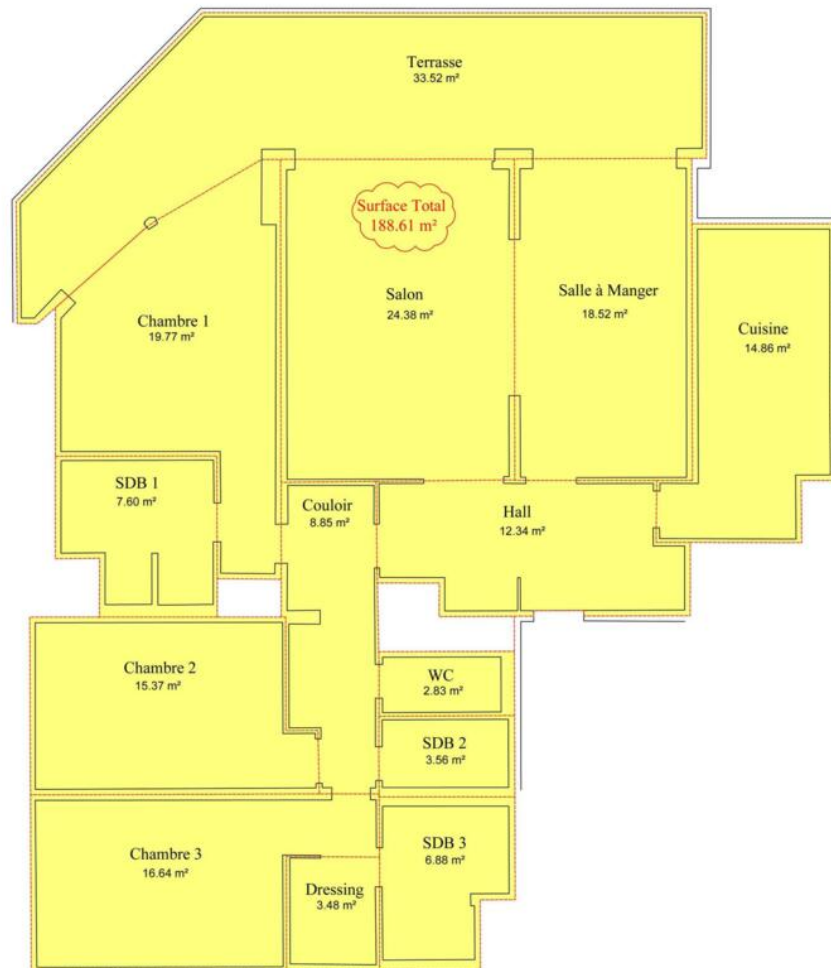 Terrasse
33.52 m²
Surface Total
188.61 m²
Salon
24.38 m²
Salle à Manger
18.52 m²
Chambre 1
19.77 m²
Cuisine
14.86 m²
SDB 1
7.60 m²
Couloir
8.85 m²
Hall
12.34 m²
Chambre 2
15.37 m²
WC
2.83 m²
SDB 2
3.56 m²
Chambre 3
16.64 m²
SDB 3
6.88 m²
Dressing
3.48 m²